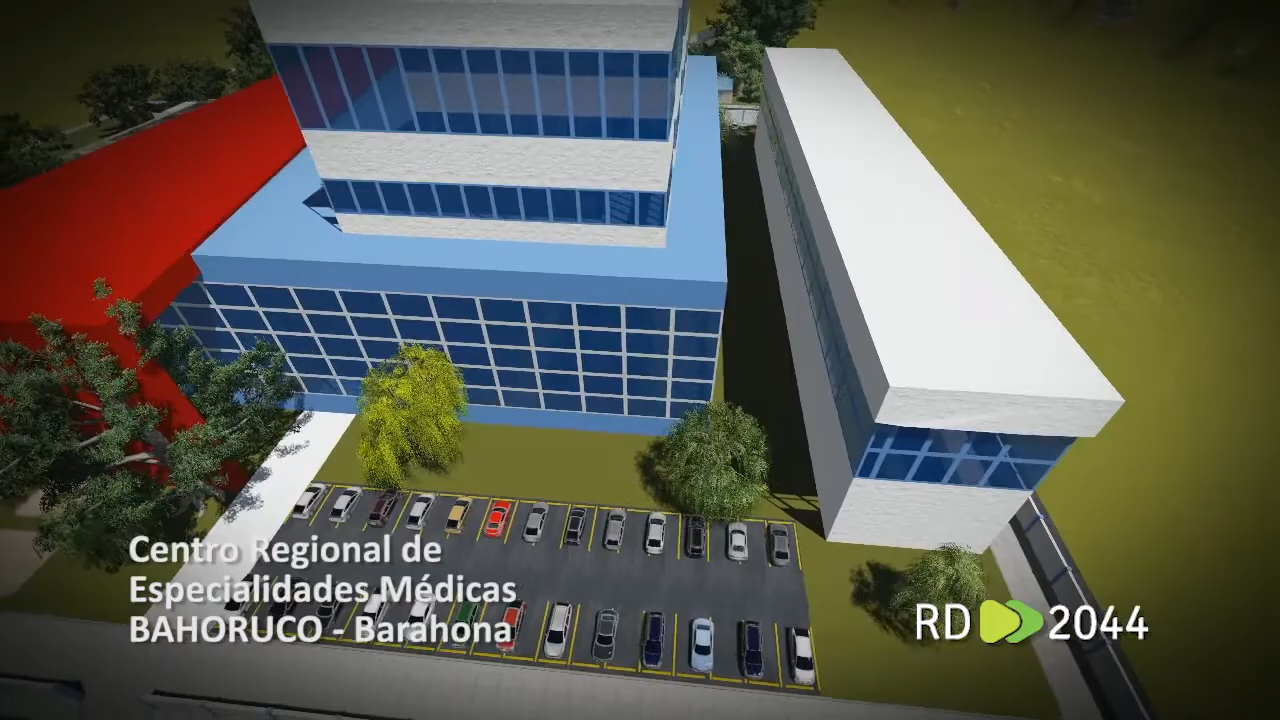 Centro Regional de
Especialidades Médicas
BAHORUCO - Barahona
RD 2044